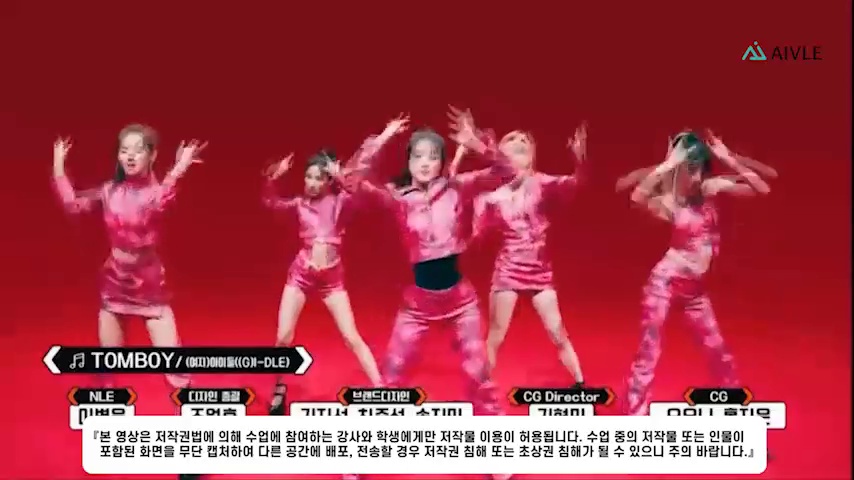 AIVLE
TOMBOY / (여자)아이들((G)I-DLE)
NLE
디자인 총괄
브랜드디자인
CG Director
CG
『본 영상은 저작권법에 의해 수업에 참여하는 강사와 학생에게만 저작물 이용이 허용됩니다. 수업 중의 저작물 또는 인물이
포함된 화면을 무단 캡처하여 다른 공간에 배포, 전송할 경우 저작권 침해 또는 초상권 침해가 될 수 있으니 주의 바랍니다.』